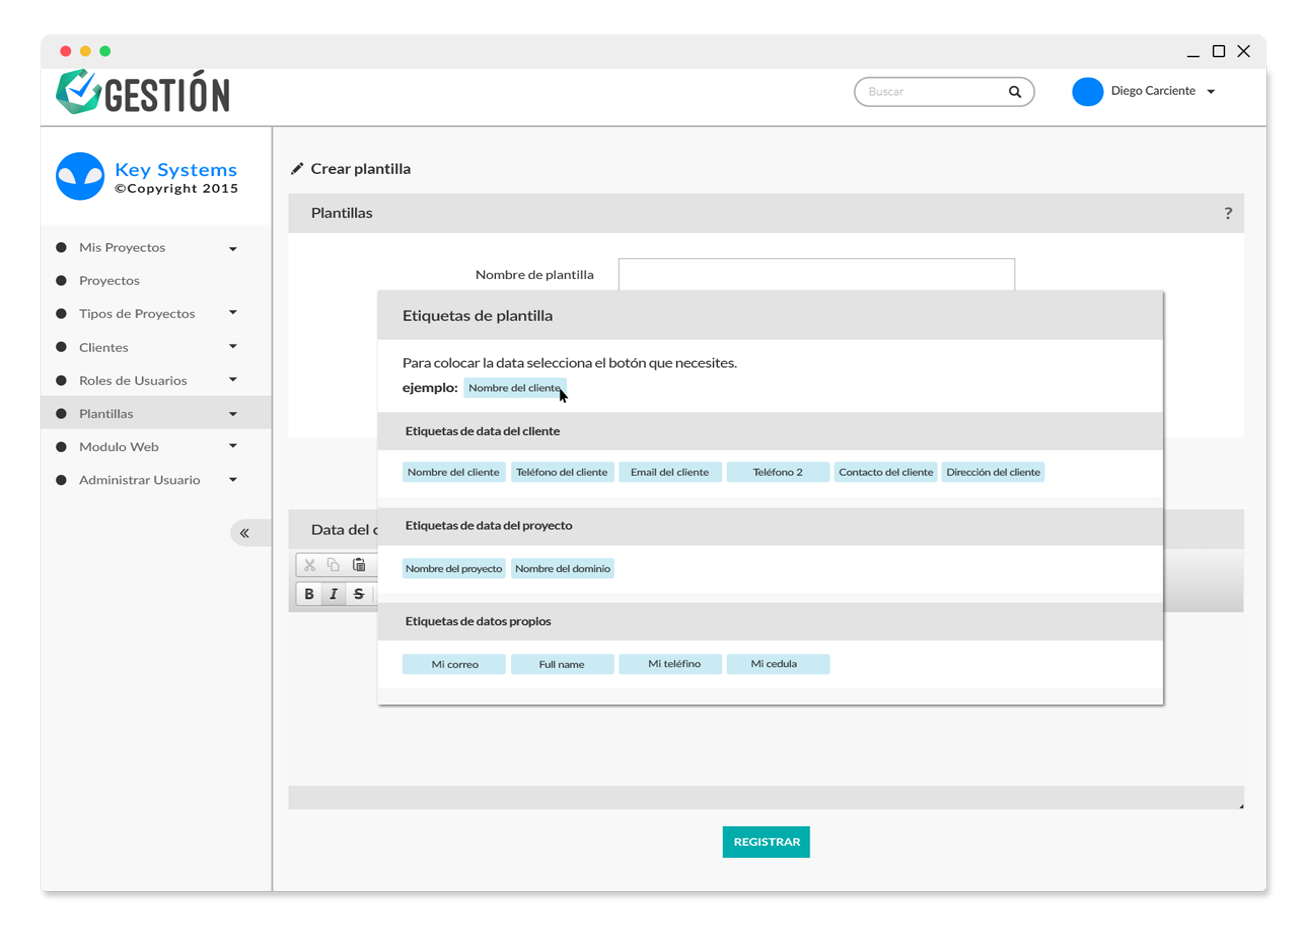 GESTIÓN
Buscar
Diego Carciente
Key Systems
©Copyright 2015
Mis Proyectos
Proyectos
Tipos de Proyectos
Clientes
Roles de Usuarios
Plantillas
Modulo Web
Administrar Usuario
«
Crear plantilla
Plantillas ?
Nombre de plantilla
Etiquetas de plantilla
Para colocar la data selecciona el botón que necesites.
ejemplo: Nombre del cliente
Etiquetas de data del cliente
Nombre del cliente Teléfono del cliente Email del cliente Teléfono 2 Contacto del cliente Dirección del cliente
Data del
Etiquetas de data del proyecto
Nombre del proyecto Nombre del dominio
B I S
Etiquetas de datos proplos
Mi correo Full name Mi teléfino Mi cedula
REGISTRAR